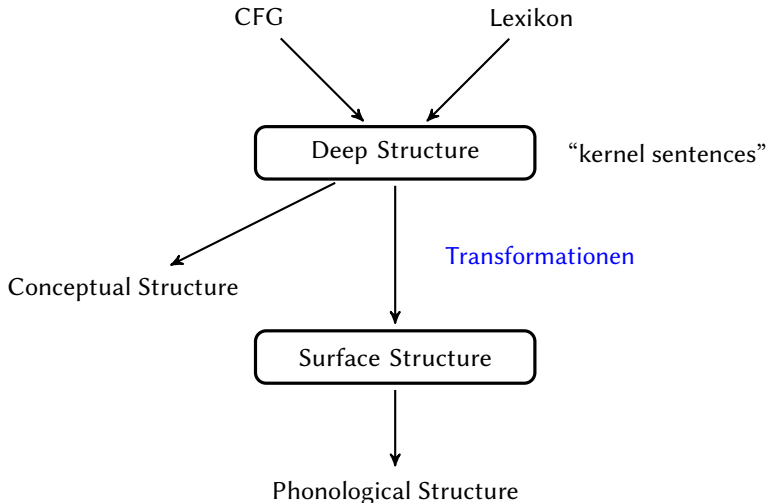 CFG
Lexikon
Deep Structure
“kernel sentences”
Transformationen
Conceptual Structure
Surface Structure
Phonological Structure